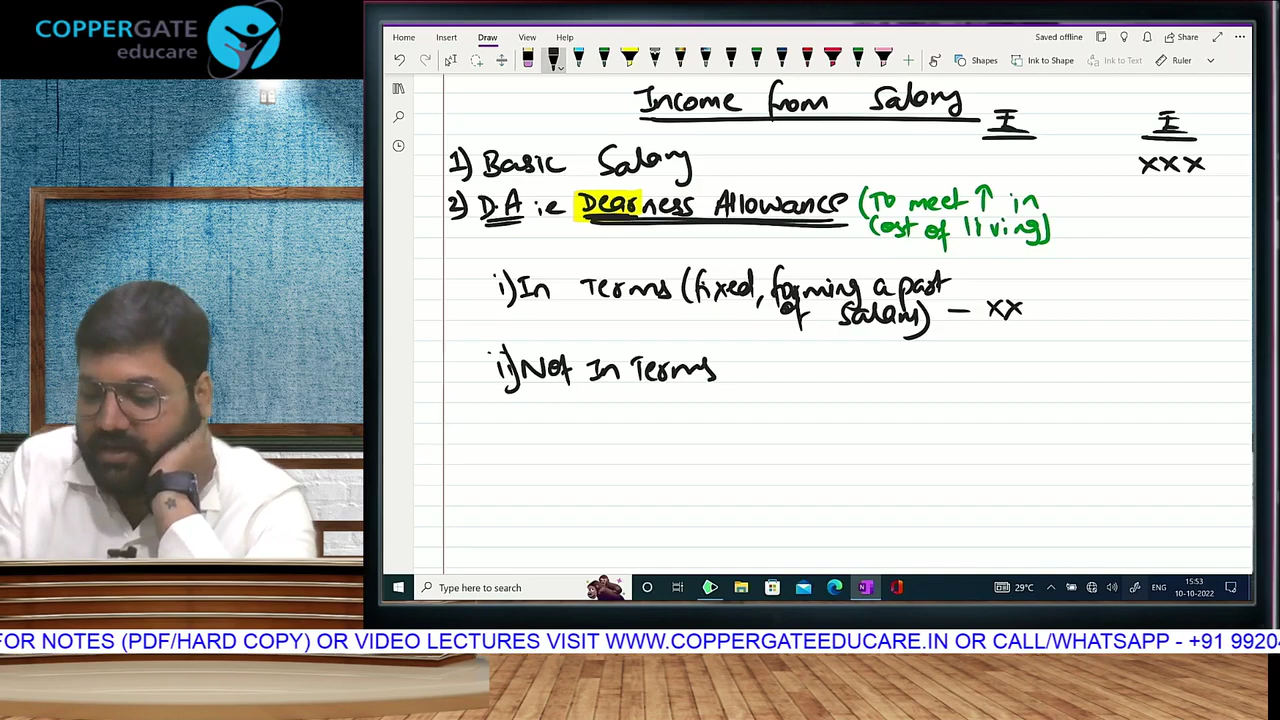 COPPERGATE
educare
Home Insert Draw View Help
Saved offline
Share
Shapes
Ink to Shape
Ink to Text
Ruler
Income from Salary
₹ ₹
1) Basic Salary xxx
2) D.A ie Dearness Allowance (To meet ↑ in
cost of living)
i) In Terms (fixed, forming a part
of salary) — xx
ii) Not In Terms
Type here to search
29°C
ENG
15:53
10-10-2022
FOR NOTES (PDF/HARD COPY) OR VIDEO LECTURES VISIT WWW.COPPERGATEEDUCARE.IN OR CALL/WHATSAPP - +91 9920